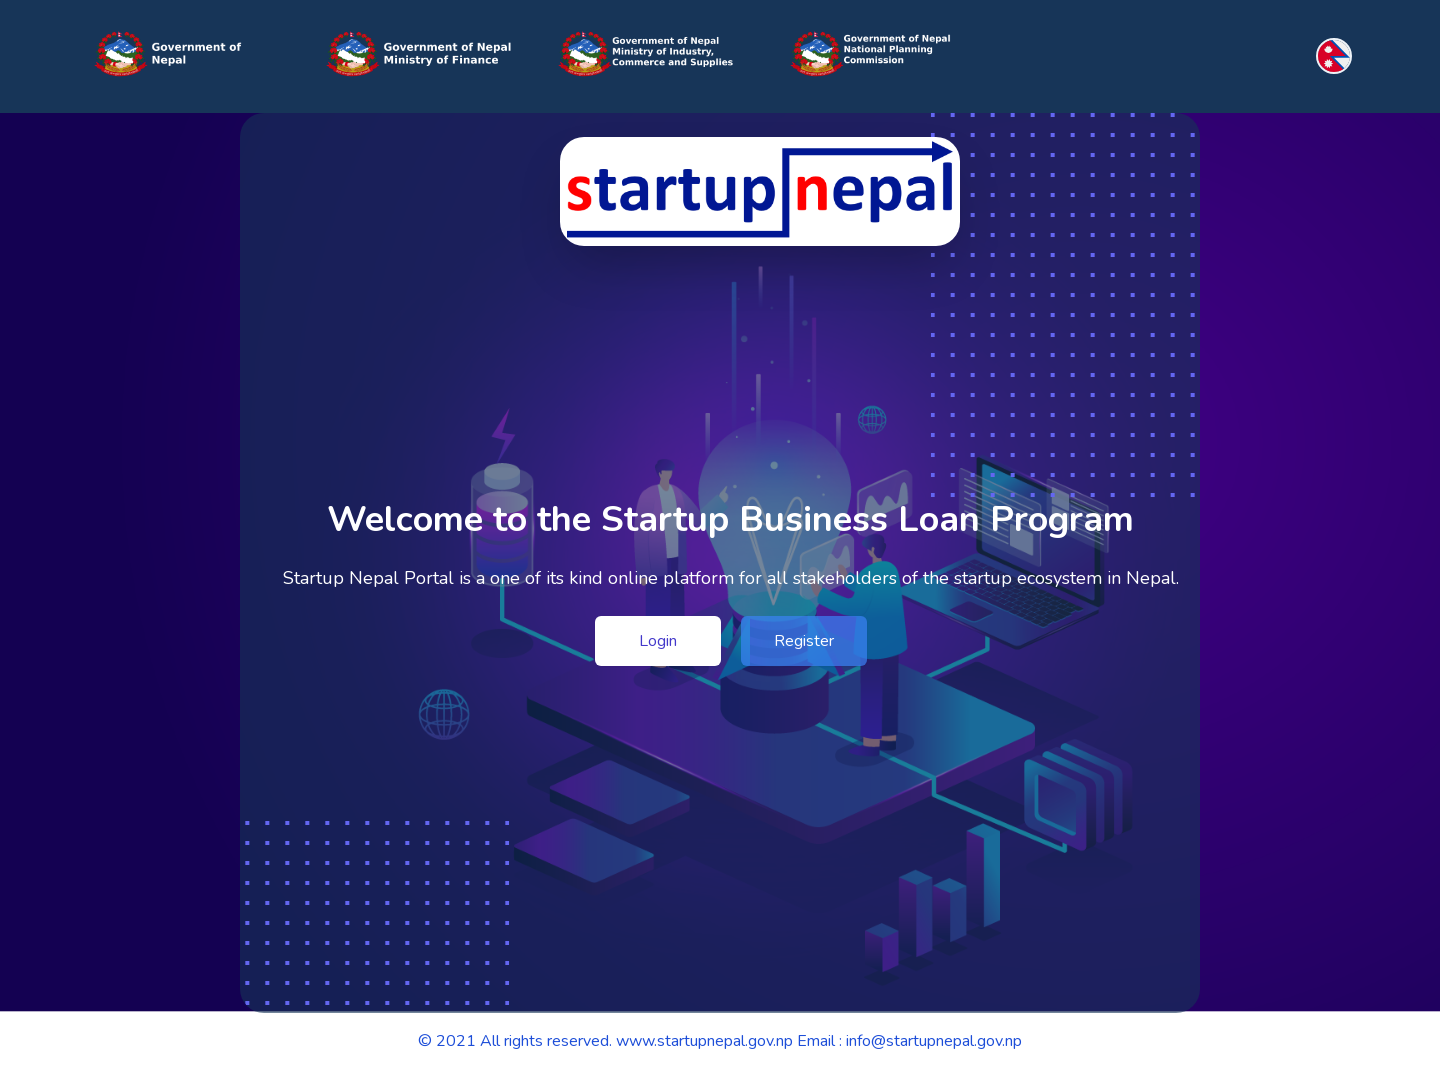 Government of
Nepal
Government of Nepal
Ministry of Finance
Government of Nepal
Ministry of Industry,
Commerce and Supplies
Government of Nepal
National Planning
Commission
startup nepal
Welcome to the Startup Business Loan Program
Startup Nepal Portal is a one of its kind online platform for all stakeholders of the startup ecosystem in Nepal.
Login
Register
© 2021 All rights reserved. www.startupnepal.gov.np Email : info@startupnepal.gov.np